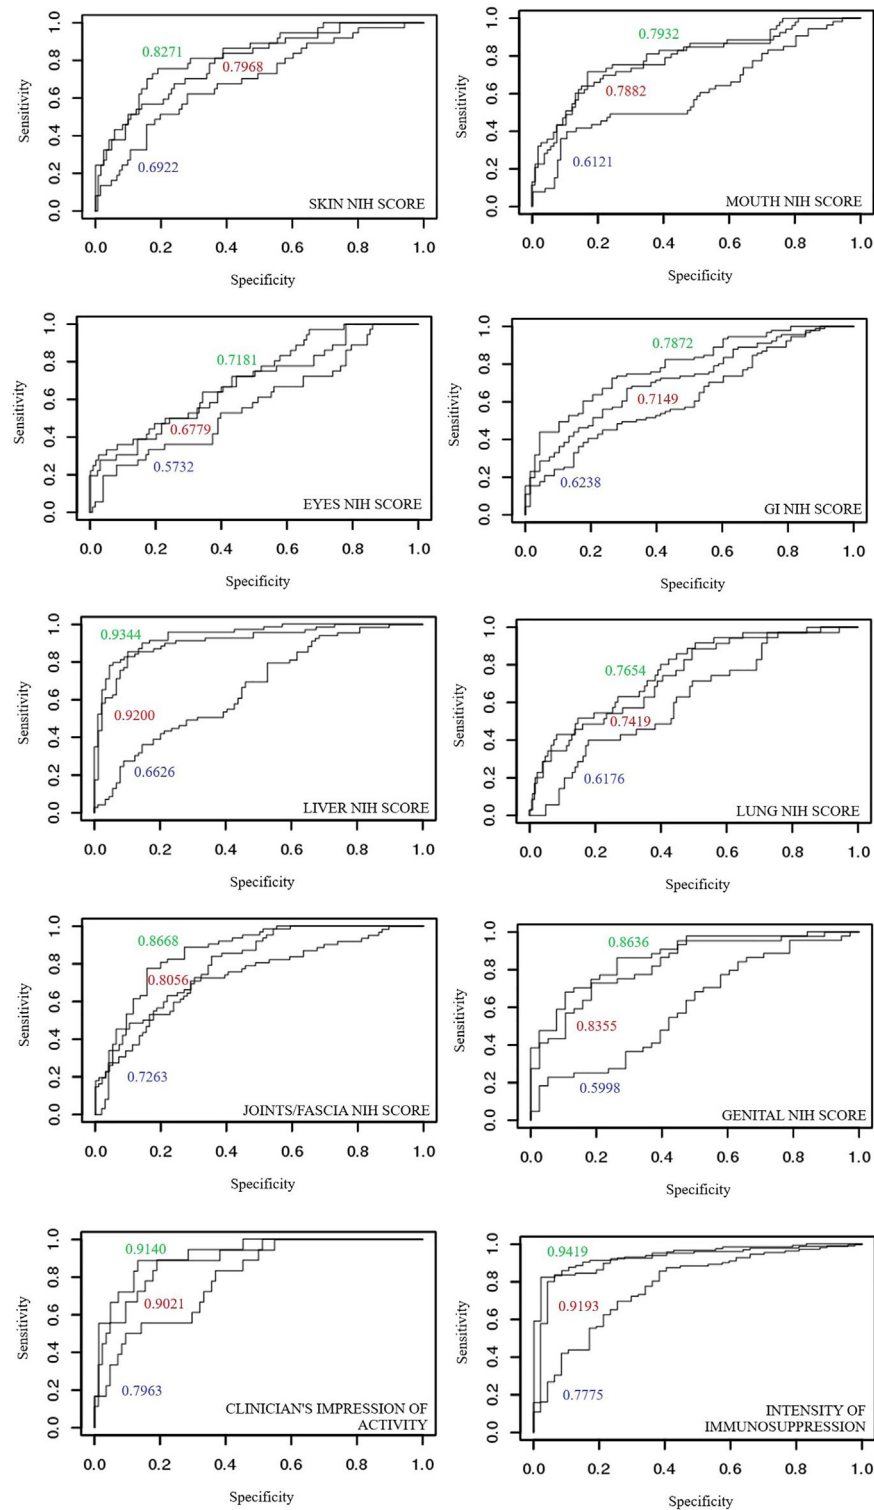 1.0
0.8
0.6
0.4
0.2
0.0
Sensitivity
0.8271
0.7968
0.6922
SKIN NIH SCORE
0.0 0.2 0.4 0.6 0.8 1.0
Specificity
1.0
0.8
0.6
0.4
0.2
0.0
Sensitivity
0.7932
0.7882
0.6121
MOUTH NIH SCORE
0.0 0.2 0.4 0.6 0.8 1.0
Specificity
1.0
0.8
0.6
0.4
0.2
0.0
Sensitivity
0.7181
0.6779
0.5732
EYES NIH SCORE
0.0 0.2 0.4 0.6 0.8 1.0
Specificity
1.0
0.8
0.6
0.4
0.2
0.0
Sensitivity
0.7872
0.7149
0.6238
GI NIH SCORE
0.0 0.2 0.4 0.6 0.8 1.0
Specificity
1.0
0.8
0.6
0.4
0.2
0.0
Sensitivity
0.9344
0.9200
0.6626
LIVER NIH SCORE
0.0 0.2 0.4 0.6 0.8 1.0
Specificity
1.0
0.8
0.6
0.4
0.2
0.0
Sensitivity
0.7654
0.7419
0.6176
LUNG NIH SCORE
0.0 0.2 0.4 0.6 0.8 1.0
Specificity
1.0
0.8
0.6
0.4
0.2
0.0
Sensitivity
0.8668
0.8056
0.7263
JOINTS/FASCIA NIH SCORE
0.0 0.2 0.4 0.6 0.8 1.0
Specificity
1.0
0.8
0.6
0.4
0.2
0.0
Sensitivity
0.8636
0.8355
0.5998
GENITAL NIH SCORE
0.0 0.2 0.4 0.6 0.8 1.0
Specificity
1.0
0.8
0.6
0.4
0.2
0.0
Sensitivity
0.9140
0.9021
0.7963
CLINICIAN'S IMPRESSION OF
ACTIVITY
0.0 0.2 0.4 0.6 0.8 1.0
Specificity
1.0
0.8
0.6
0.4
0.2
0.0
Sensitivity
0.9419
0.9193
0.7775
INTENSITY OF
IMMUNOSUPPRESSION
0.0 0.2 0.4 0.6 0.8 1.0
Specificity